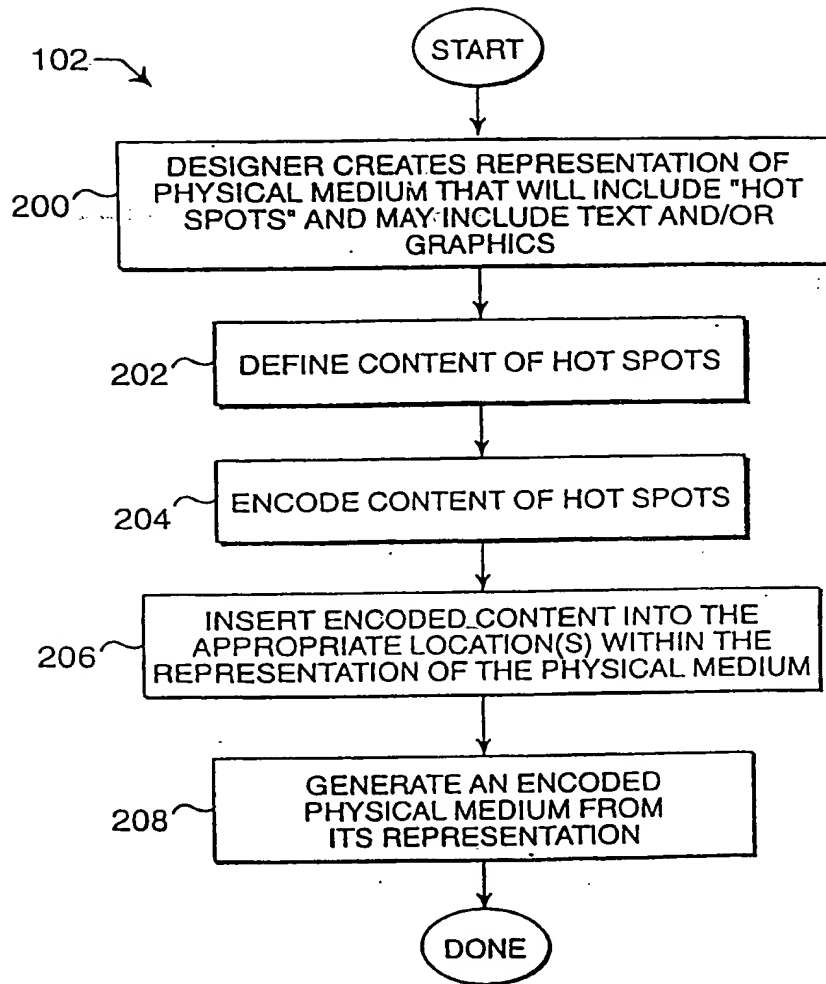 START
102
DESIGNER CREATES REPRESENTATION OF
PHYSICAL MEDIUM THAT WILL INCLUDE "HOT
SPOTS" AND MAY INCLUDE TEXT AND/OR
GRAPHICS
200
DEFINE CONTENT OF HOT SPOTS
202
ENCODE CONTENT OF HOT SPOTS
204
INSERT ENCODED CONTENT INTO THE
APPROPRIATE LOCATION(S) WITHIN THE
REPRESENTATION OF THE PHYSICAL MEDIUM
206
GENERATE AN ENCODED
PHYSICAL MEDIUM FROM
ITS REPRESENTATION
208
DONE